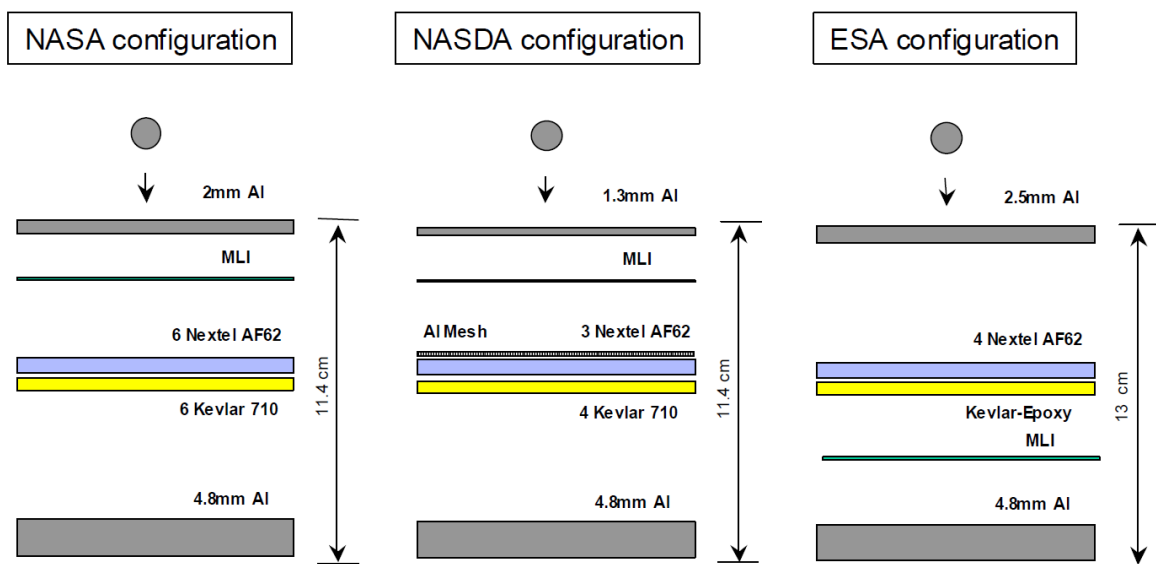 NASA configuration
2mm Al
MLI
6 Nextel AF62
6 Kevlar 710
4.8mm Al
11.4 cm
NASDA configuration
1.3mm Al
MLI
Al Mesh
3 Nextel AF62
4 Kevlar 710
4.8mm Al
11.4 cm
ESA configuration
2.5mm Al
4 Nextel AF62
Kevlar-Epoxy
MLI
4.8mm Al
13 cm